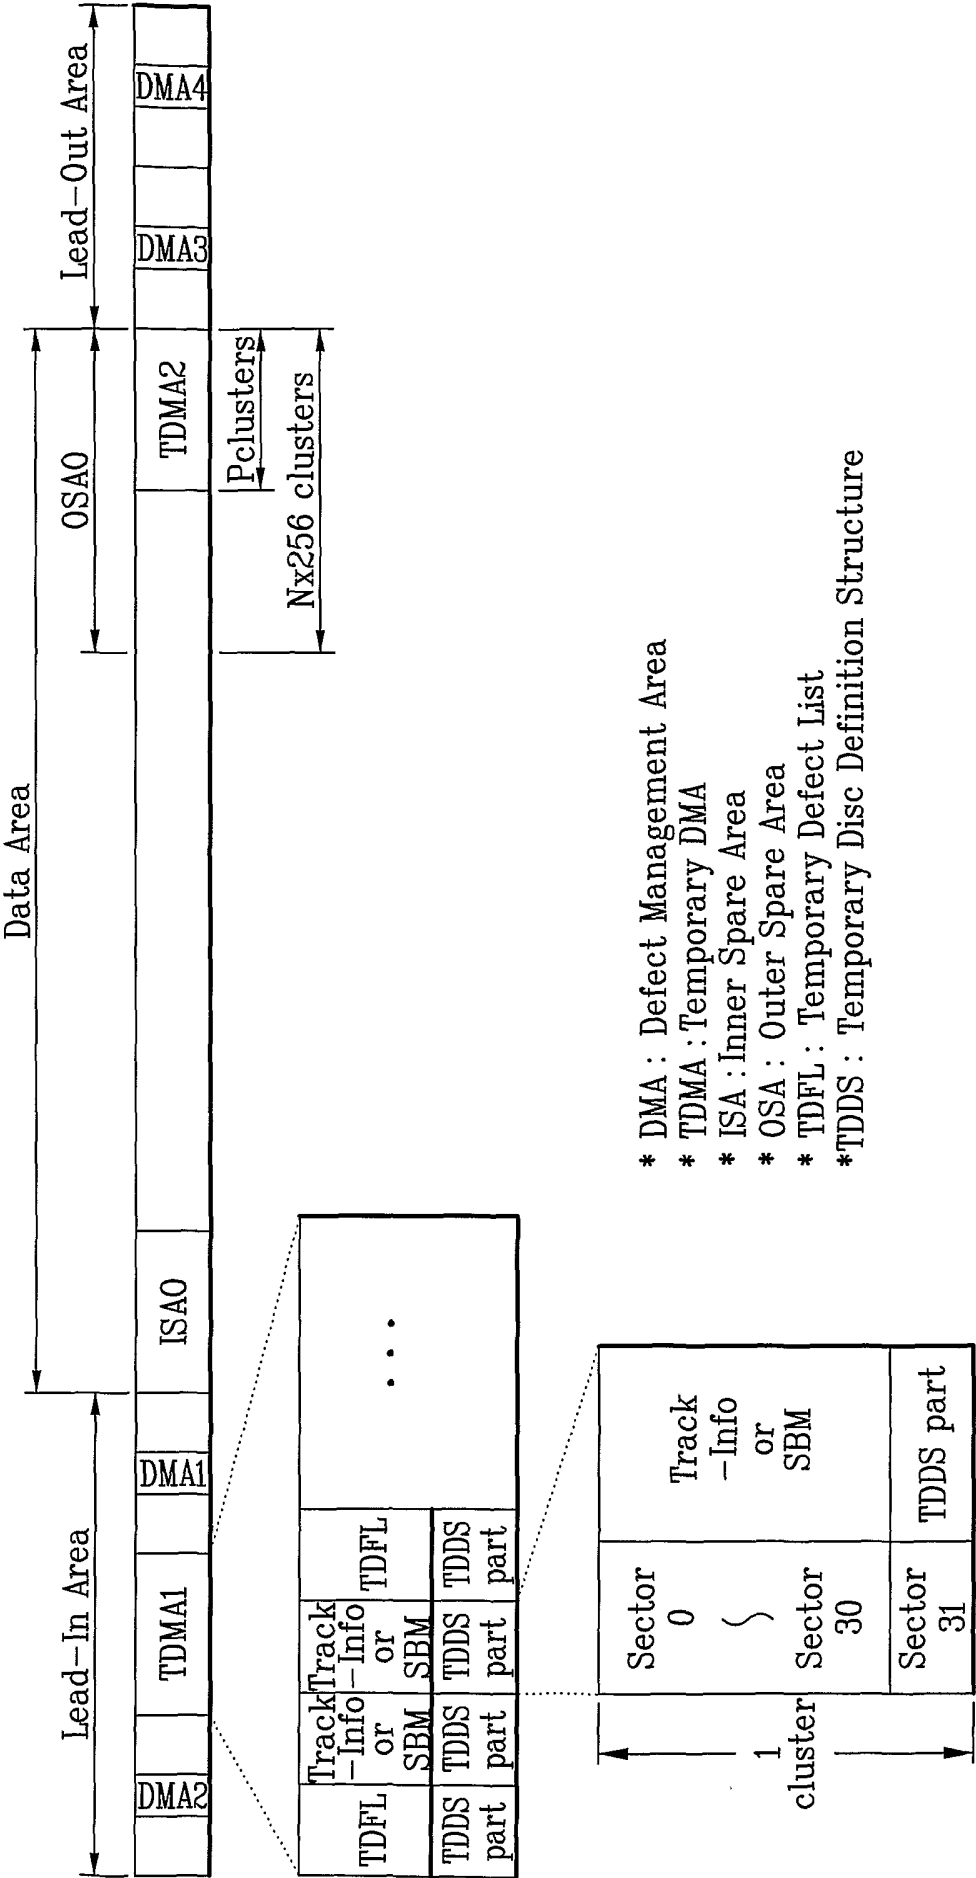 Data Area
Lead-In Area
OSA0
Lead-Out Area
DMA2
TDMA1
DMA1
ISA0
TDMA2
DMA3
DMA4
Pclusters
Nx256 clusters
TDFL
Track
-Info
or
SBM
Track
-Info
or
SBM
TDFL
...
TDDS
part
TDDS
part
TDDS
part
TDDS
part
1
cluster
Sector
0
Sector
30
Track
-Info
or
SBM
Sector
31
TDDS part
* DMA : Defect Management Area
* TDMA : Temporary DMA
* ISA : Inner Spare Area
* OSA : Outer Spare Area
* TDFL : Temporary Defect List
*TDDS : Temporary Disc Definition Structure